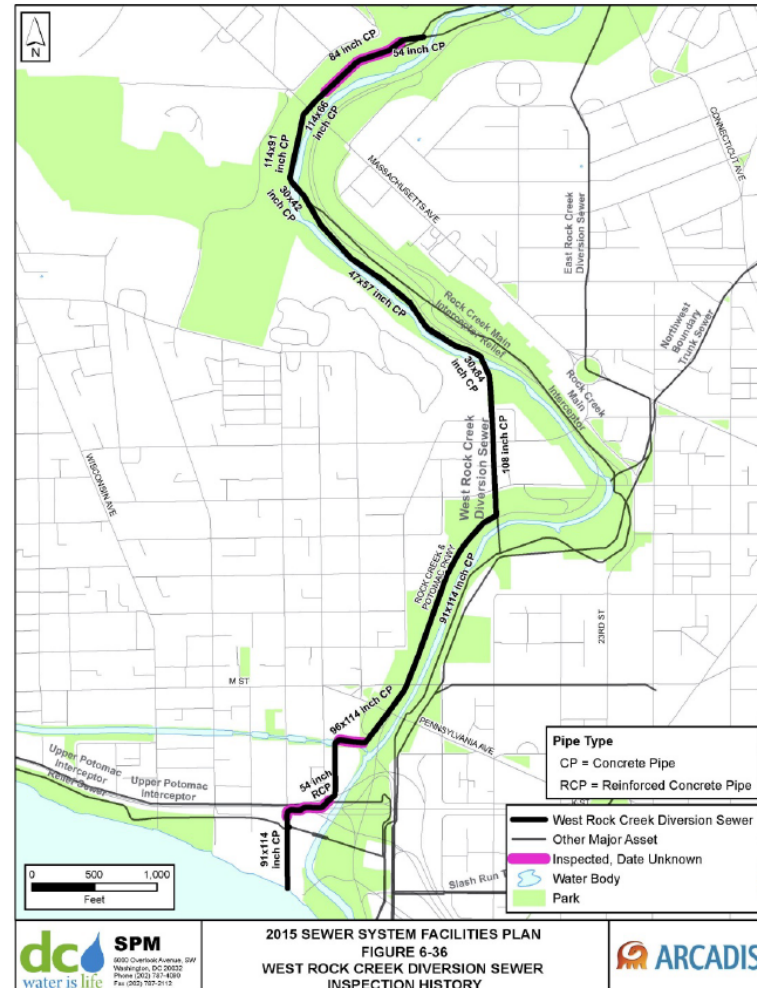 N
84 inch CP
54 inch CP
114x66
inch CP
114x91
inch CP
MASSACHUSETTS AVE
CONNECTICUT AVE
30x42
inch CP
East Rock Creek
Diversion Sewer
47x57 inch CP
Rock Creek Main
Interceptor Relief
Northwest
Boundary
Trunk Sewer
30x84
inch CP
Rock Creek
Main
Interceptor
West Rock Creek
Diversion Sewer
108 inch CP
WISCONSIN AVE
ROCK CREEK &
POTOMAC PKWY
91x114 inch CP
23RD ST
M ST
96x114 inch CP
PENNSYLVANIA AVE
Upper Potomac
Interceptor
Relief Sewer
Upper Potomac
Interceptor
54 inch
RCP
K ST
91x114
inch CP
Slash Run T
Pipe Type
CP = Concrete Pipe
RCP = Reinforced Concrete Pipe
West Rock Creek Diversion Sewer
Other Major Asset
Inspected, Date Unknown
Water Body
Park
0 500 1,000
Feet
dc
water is life
SPM
5000 Overlook Avenue, SW
Washington, DC 20032
2015 SEWER SYSTEM FACILITIES PLAN
FIGURE 6-36
WEST ROCK CREEK DIVERSION SEWER
INSPECTION HISTORY
ARCADIS